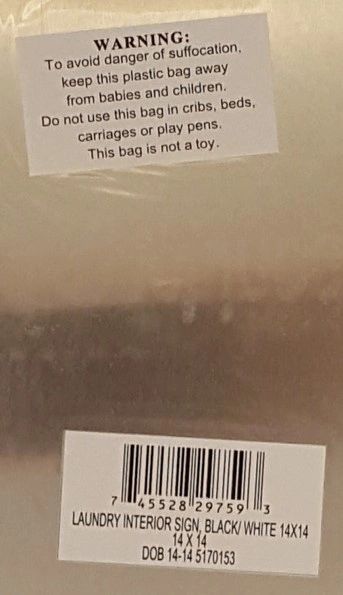 WARNING:
To avoid danger of suffocation,
keep this plastic bag away
from babies and children.
Do not use this bag in cribs, beds,
carriages or play pens.
This bag is not a toy.
7 45528 29759 3
LAUNDRY INTERIOR SIGN, BLACK/ WHITE 14X14
14 X 14
DOB 14-14 5170153